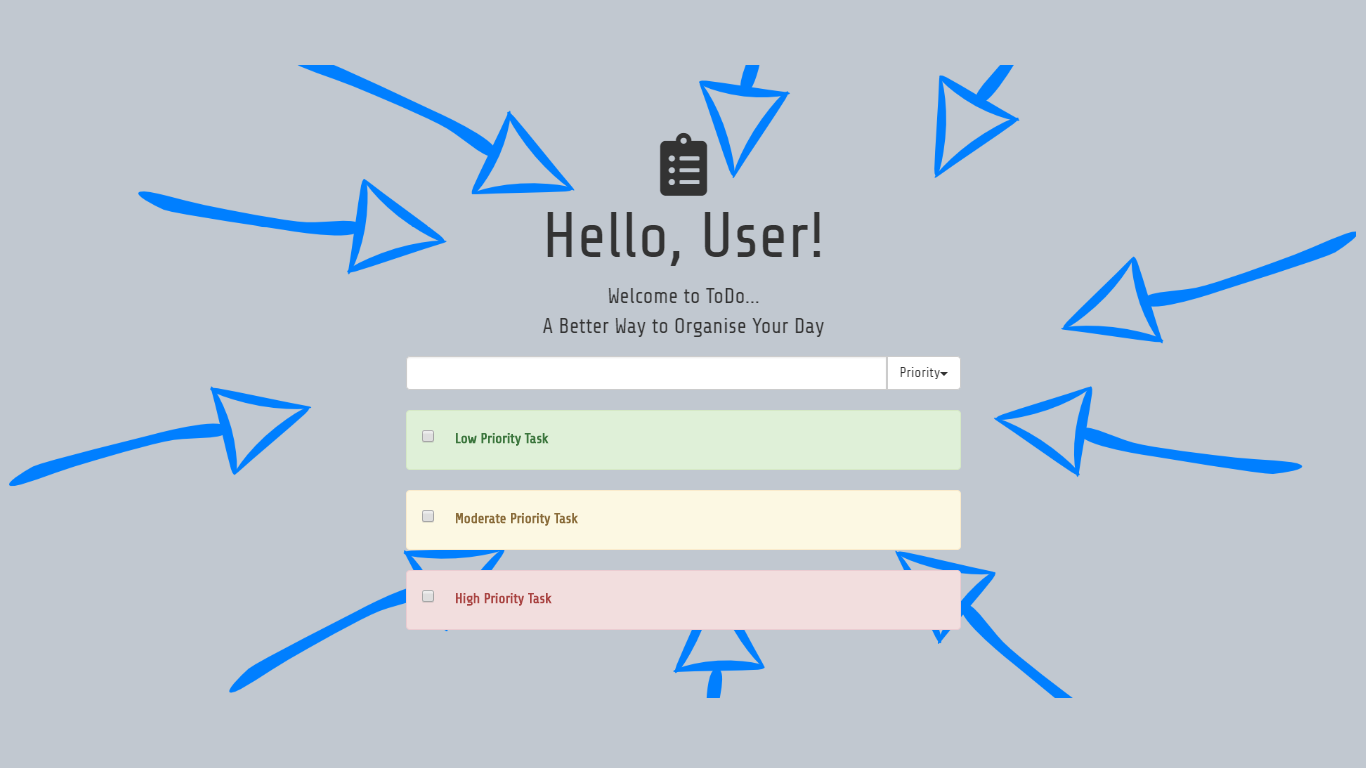 Hello, User!
Welcome to ToDo...
A Better Way to Organise Your Day
Priority
Low Priority Task
Moderate Priority Task
High Priority Task